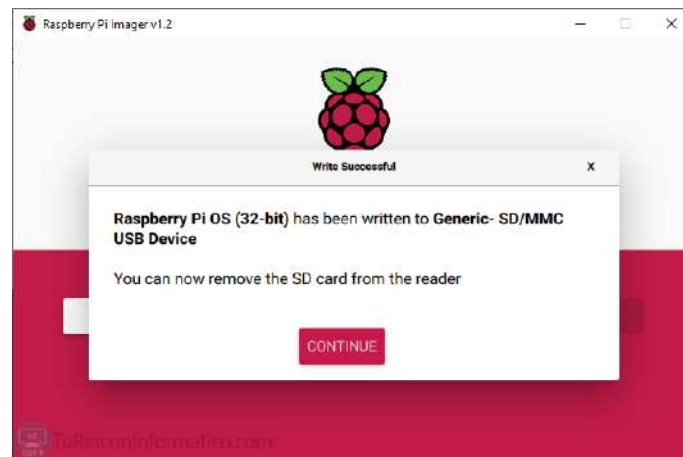 Raspberry Pi Imager v1.2
Write Successful
X
Raspberry Pi OS (32-bit) has been written to Generic- SD/MMC
USB Device
You can now remove the SD card from the reader
CONTINUE
TuRinconInformatico.com